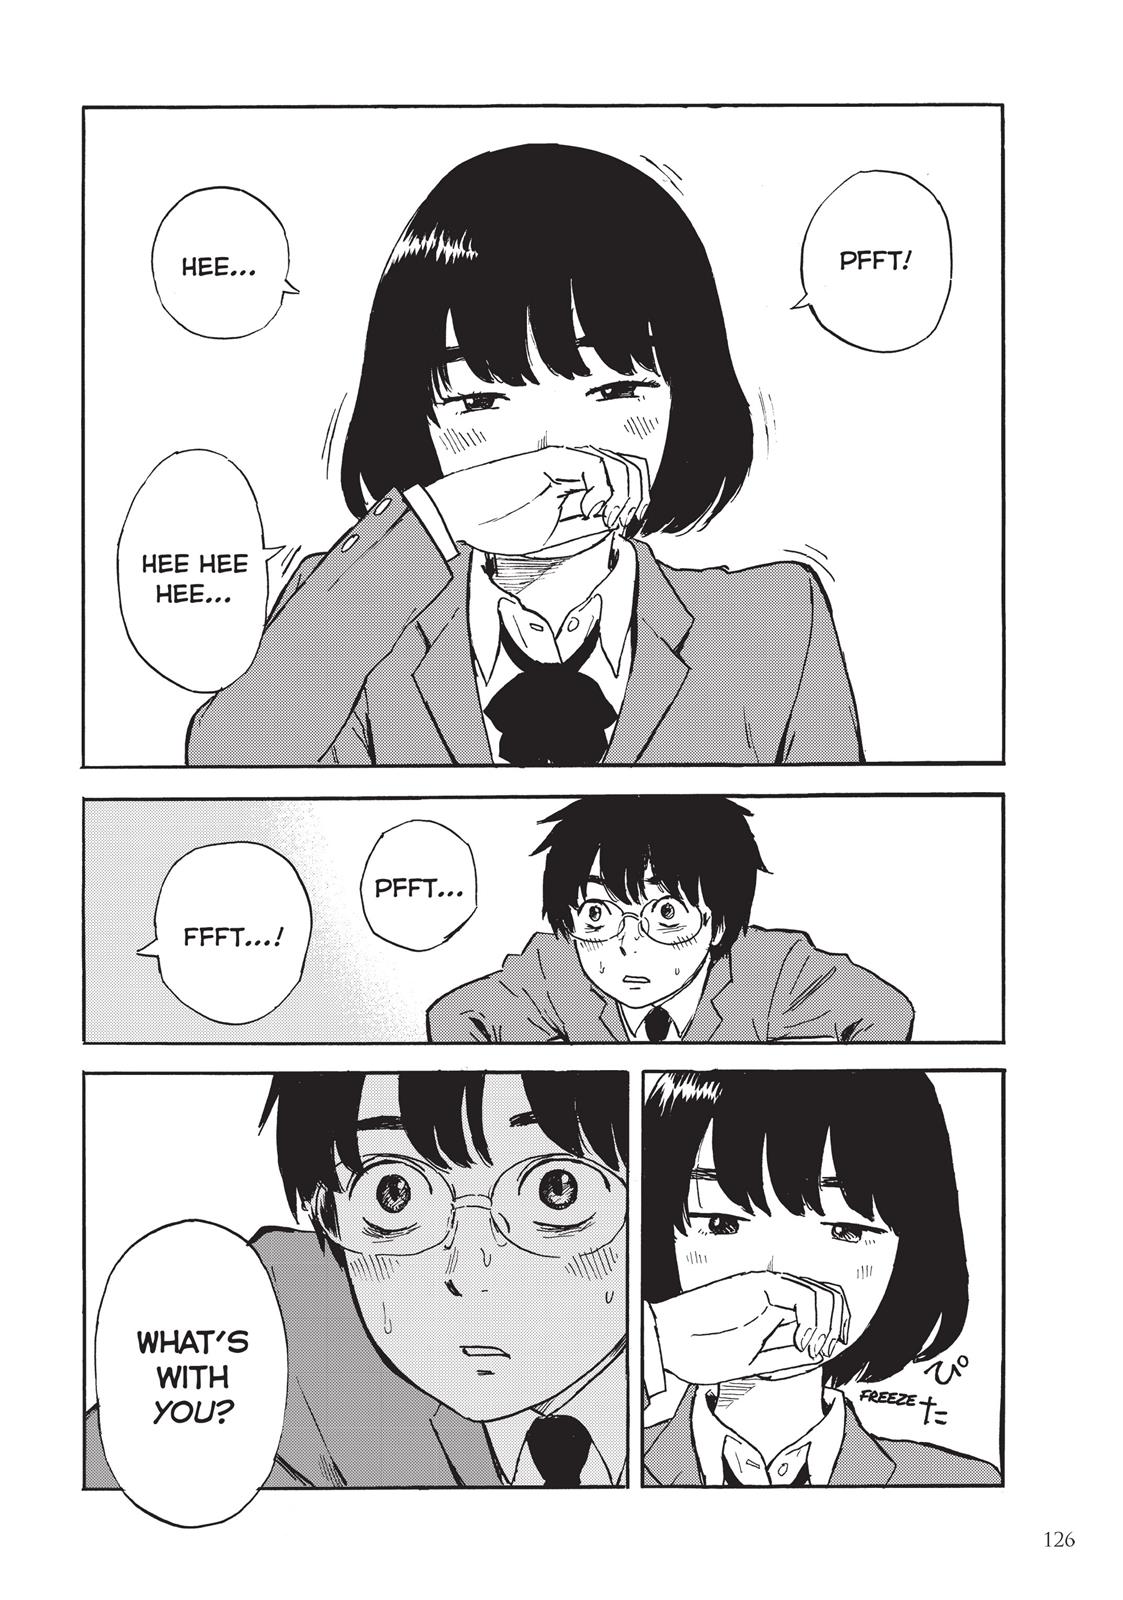 PFFT!
HEE...
HEE HEE
HEE...
PFFT...
FFFT...!
ぴ
た
FREEZE
WHAT'S
WITH
YOU?
126